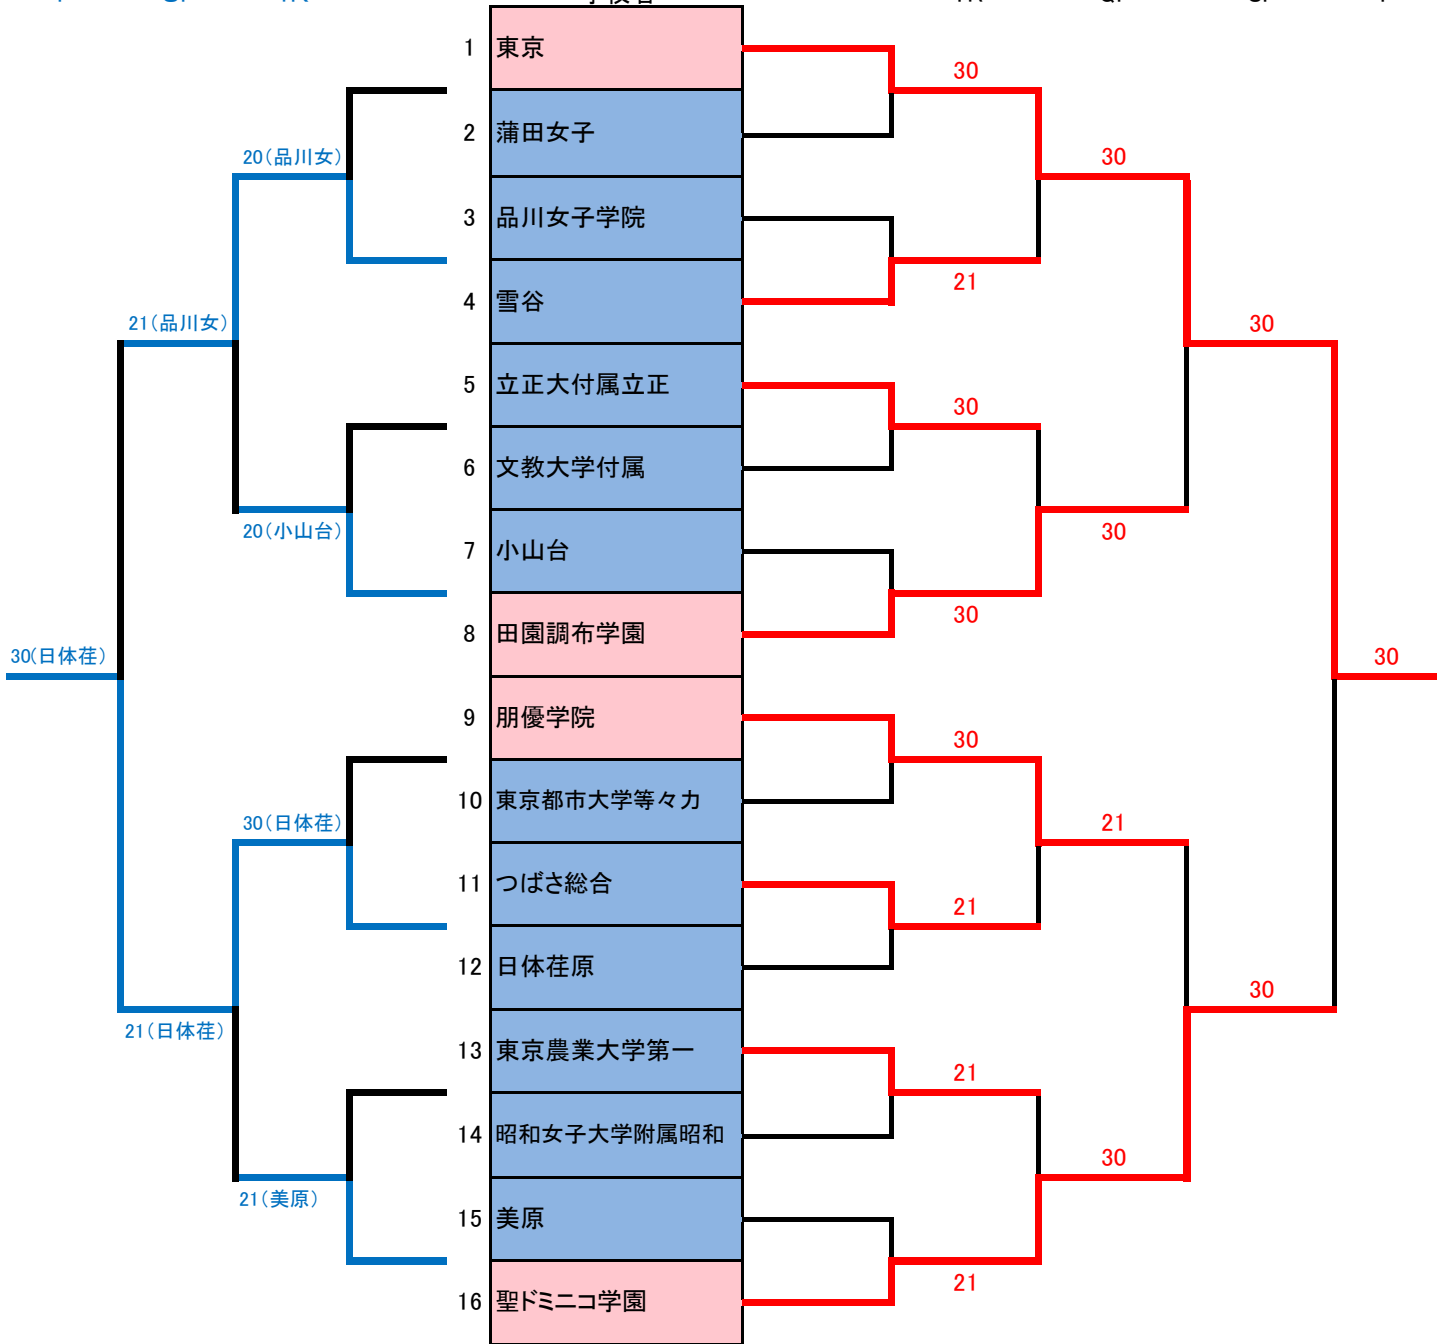 1 東京
30
2 蒲田女子
20(品川女)
30
3 品川女子学院
21
4 雪谷
21(品川女)
30
5 立正大付属立正
30
6 文教大学付属
20(小山台)
30
7 小山台
30
8 田園調布学園
30(日体荏)
30
9 朋優学院
30
10 東京都市大学等々力
30(日体荏)
21
11 つばさ総合
21
12 日体荏原
21(日体荏)
30
13 東京農業大学第一
21
14 昭和女子大学附属昭和
30
21(美原)
15 美原
21
16 聖ドミニコ学園